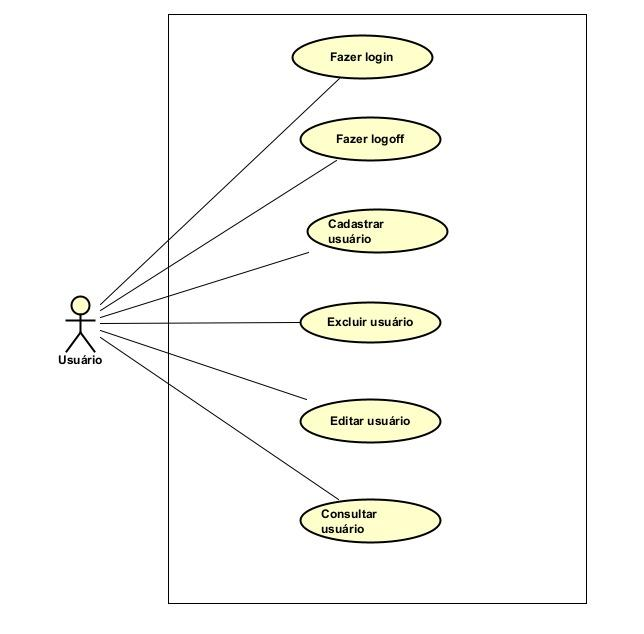 Fazer login
Fazer logoff
Cadastrar
usuário
Excluir usuário
Usuário
Editar usuário
Consultar
usuário